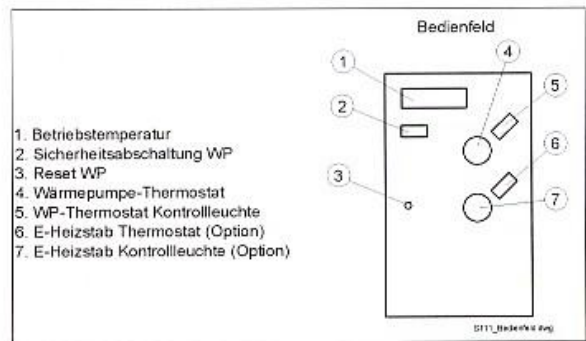 Bedienfeld
1
4
5
2
1. Betriebstemperatur
2. Sicherheitsabschaltung WP
3. Reset WP
4. Wärmepumpe-Thermostat
5. WP-Thermostat Kontrollleuchte
6. E-Heizstab Thermostat (Option)
7. E-Heizstab Kontrollleuchte (Option)
6
3
7
S111_Bedienfeld.dwg